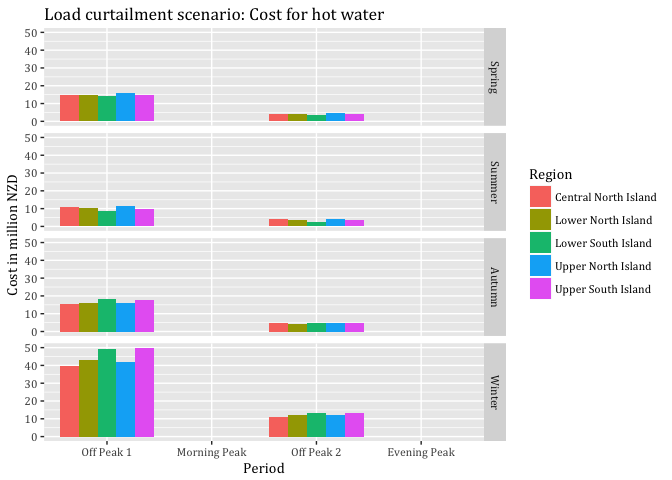 Load curtailment scenario: Cost for hot water
Cost in million NZD
50
40
30
20
10
0
Spring
50
40
30
20
10
0
Summer
50
40
30
20
10
0
Autumn
50
40
30
20
10
0
Winter
Off Peak 1
Morning Peak
Off Peak 2
Evening Peak
Period
Region
Central North Island
Lower North Island
Lower South Island
Upper North Island
Upper South Island